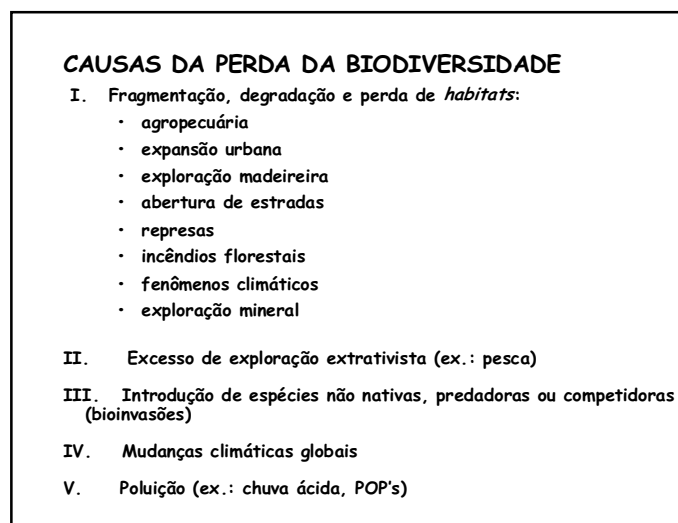 CAUSAS DA PERDA DA BIODIVERSIDADE
I. Fragmentação, degradação e perda de habitats:
· agropecuária
· expansão urbana
· exploração madeireira
· abertura de estradas
· represas
· incêndios florestais
· fenômenos climáticos
· exploração mineral
II. Excesso de exploração extrativista (ex.: pesca)
III. Introdução de espécies não nativas, predadoras ou competidoras
(bioinvasões)
IV. Mudanças climáticas globais
V. Poluição (ex.: chuva ácida, POP's)